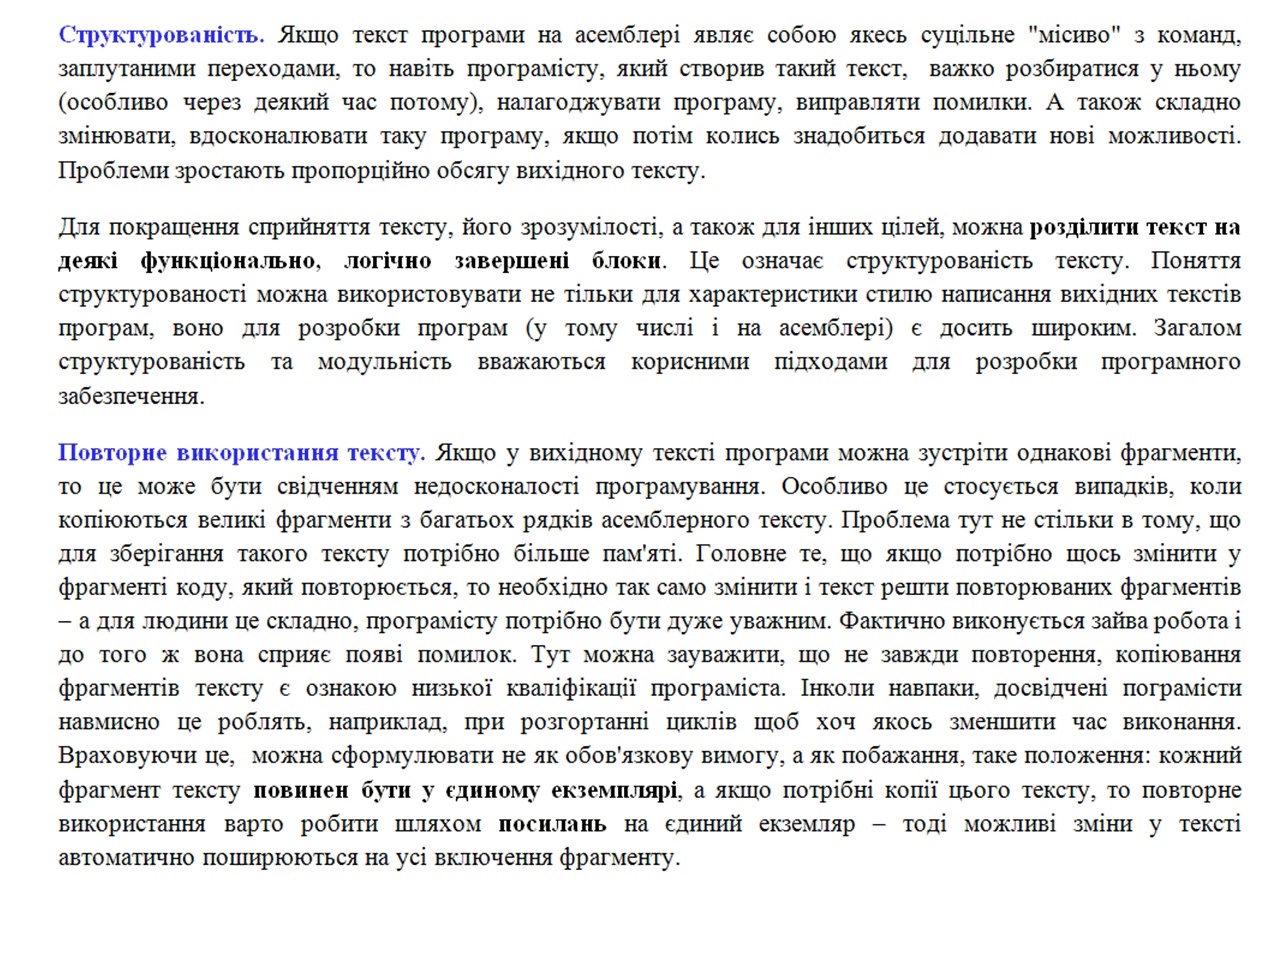 Структурованість. Якщо текст програми на асемблері являє собою якесь суцільне "місиво" з команд,
заплутаними переходами, то навіть програмісту, який створив такий текст, важко розбиратися у ньому
(особливо через деякий час потому), налагоджувати програму, виправляти помилки. А також складно
змінювати, вдосконалювати таку програму, якщо потім колись знадобиться додавати нові можливості.
Проблеми зростають пропорційно обсягу вихідного тексту.
Для покращення сприйняття тексту, його зрозумілості, а також для інших цілей, можна розділити текст на
деякі функціонально, логічно завершені блоки. Це означає структурованість тексту. Поняття
структурованості можна використовувати не тільки для характеристики стилю написання вихідних текстів
програм, воно для розробки програм (у тому числі і на асемблері) є досить широким. Загалом
структурованість та модульність вважаються корисними підходами для розробки програмного
забезпечення.
Повторне використання тексту. Якщо у вихідному тексті програми можна зустріти однакові фрагменти,
то це може бути свідченням недосконалості програмування. Особливо це стосується випадків, коли
копіюються великі фрагменти з багатьох рядків асемблерного тексту. Проблема тут не стільки в тому, що
для зберігання такого тексту потрібно більше пам'яті. Головне те, що якщо потрібно щось змінити у
фрагменті коду, який повторюється, то необхідно так само змінити і текст решти повторюваних фрагментів
– а для людини це складно, програмісту потрібно бути дуже уважним. Фактично виконується зайва робота і
до того ж вона сприяє появі помилок. Тут можна зауважити, що не завжди повторення, копіювання
фрагментів тексту є ознакою низької кваліфікації програміста. Інколи навпаки, досвідчені пограмісти
навмисно це роблять, наприклад, при розгортанні циклів щоб хоч якось зменшити час виконання.
Враховуючи це, можна сформулювати не як обов'язкову вимогу, а як побажання, таке положення: кожний
фрагмент тексту повинен бути у єдиному екземплярі, а якщо потрібні копії цього тексту, то повторне
використання варто робити шляхом посилань на єдиний екземляр – тоді можливі зміни у тексті
автоматично поширюються на усі включення фрагменту.